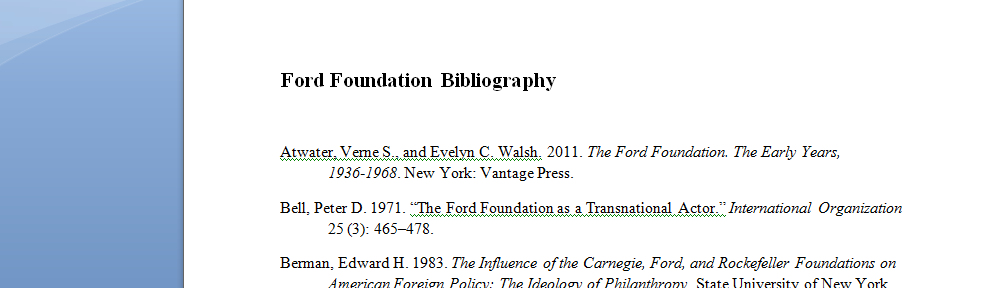 Ford Foundation Bibliography
Atwater, Verne S., and Evelyn C. Walsh. 2011. The Ford Foundation. The Early Years,
1936-1968. New York: Vantage Press.
Bell, Peter D. 1971. “The Ford Foundation as a Transnational Actor.” International Organization
25 (3): 465–478.
Berman, Edward H. 1983. The Influence of the Carnegie, Ford, and Rockefeller Foundations on
American Foreign Policy: The Ideology of Philanthropy. State University of New York